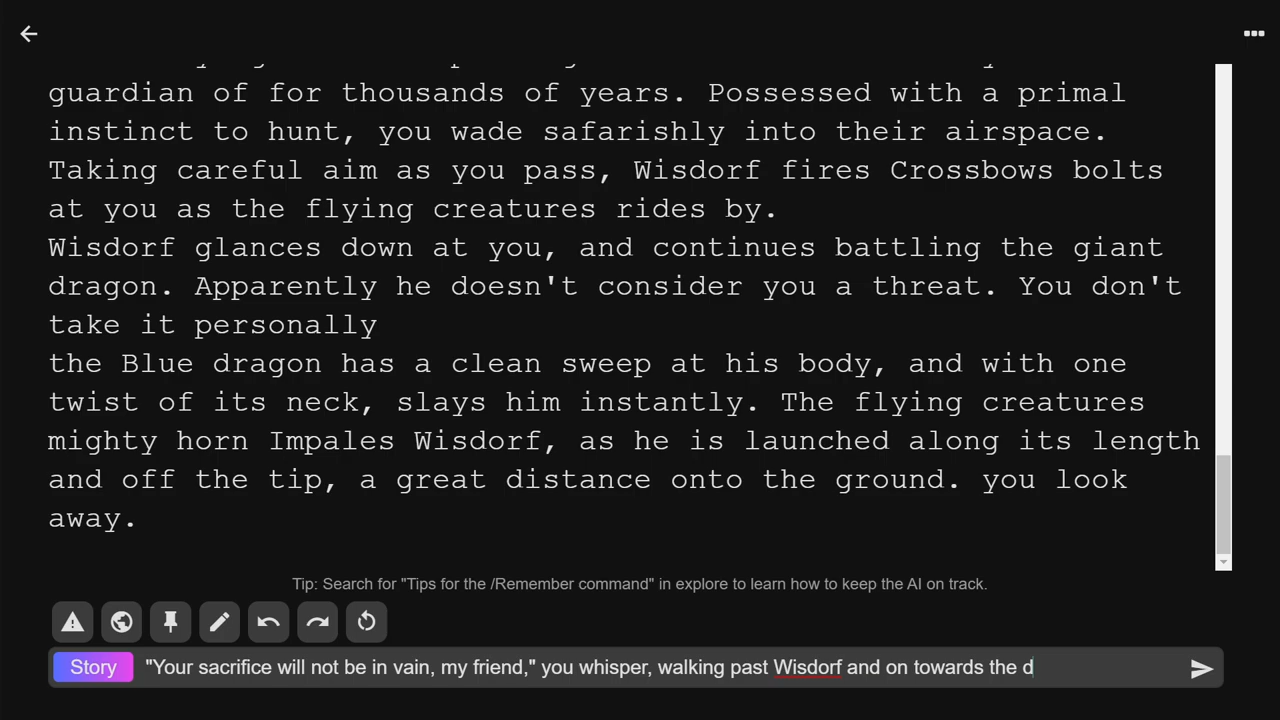 guardian of for thousands of years. Possessed with a primal
instinct to hunt, you wade safarishly into their airspace.
Taking careful aim as you pass, Wisdorf fires Crossbows bolts
at you as the flying creatures rides by.
Wisdorf glances down at you, and continues battling the giant
dragon. Apparently he doesn't consider you a threat. You don't
take it personally
the Blue dragon has a clean sweep at his body, and with one
twist of its neck, slays him instantly. The flying creatures
mighty horn Impales Wisdorf, as he is launched along its length
and off the tip, a great distance onto the ground. you look
away.
Tip: Search for "Tips for the /Remember command" in explore to learn how to keep the AI on track.
Story "Your sacrifice will not be in vain, my friend," you whisper, walking past Wisdorf and on towards the d